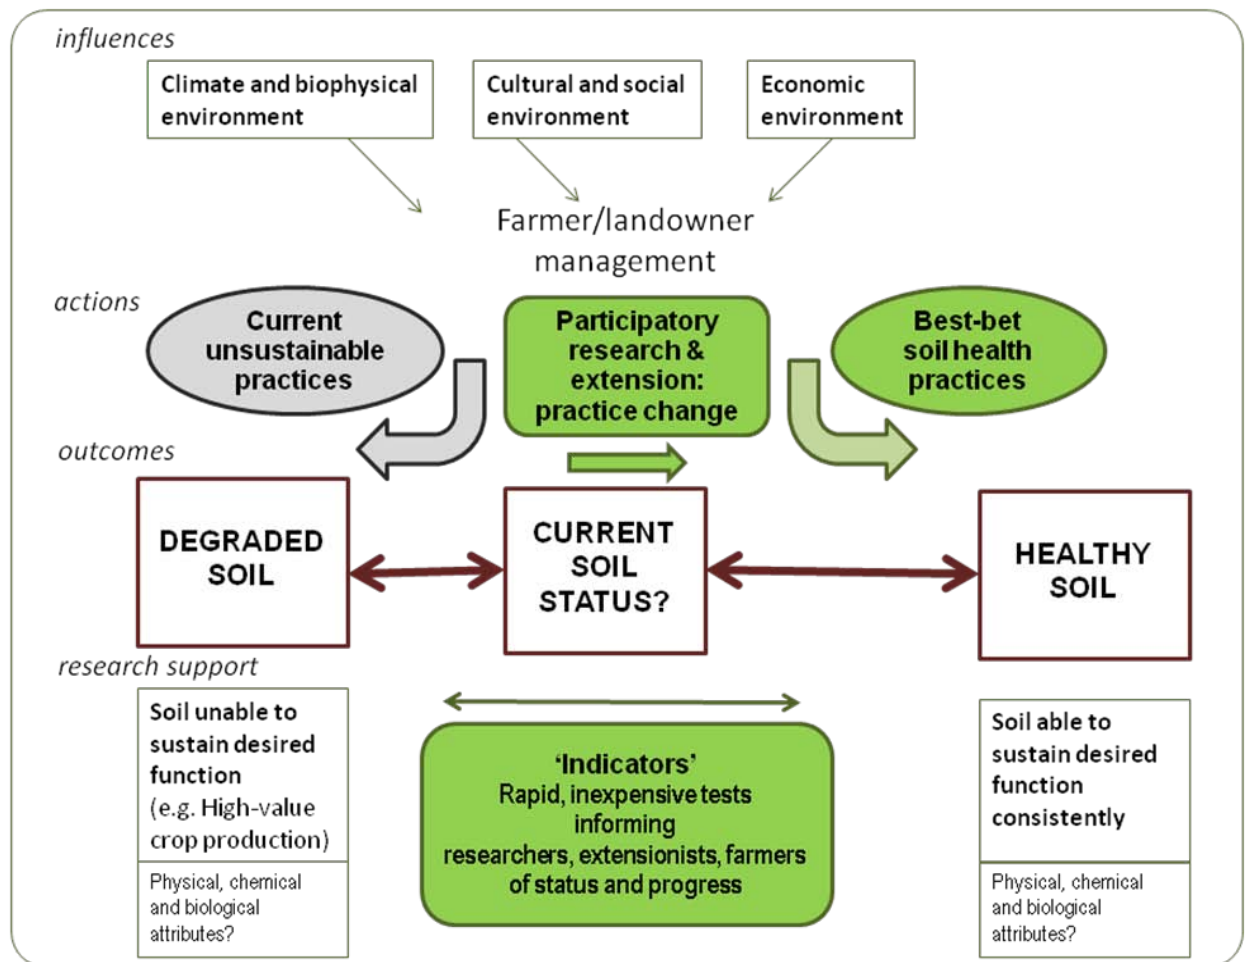 influences
Climate and biophysical
environment
Cultural and social
environment
Economic
environment
Farmer/landowner
management
actions
Current
unsustainable
practices
Participatory
research &
extension:
practice change
Best-bet
soil health
practices
outcomes
DEGRADED
SOIL
CURRENT
SOIL
STATUS?
HEALTHY
SOIL
research support
Soil unable to
sustain desired
function
(e.g. High-value
crop production)
Physical, chemical
and biological
attributes?
‘Indicators’
Rapid, inexpensive tests
informing
researchers, extensionists, farmers
of status and progress
Soil able to
sustain desired
function
consistently
Physical, chemical
and biological
attributes?